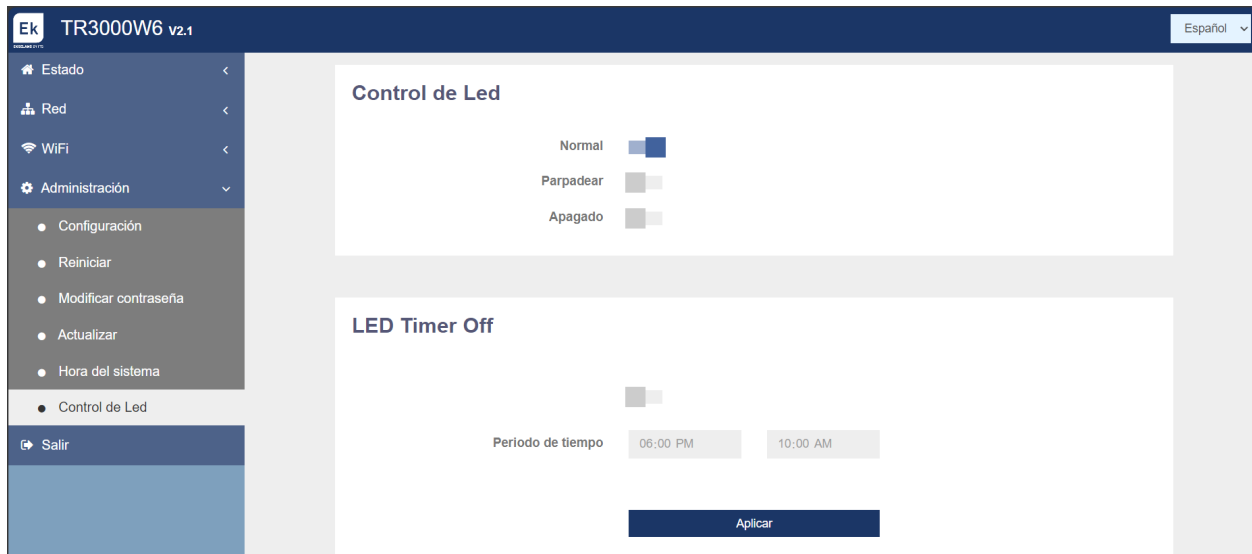 Ek TR3000W6 V2.1
Español
Estado
Red
WiFi
Administración
Configuración
Reiniciar
Modificar contraseña
Actualizar
Hora del sistema
Control de Led
Salir
Control de Led
Normal
Parpadear
Apagado
LED Timer Off
Periodo de tiempo 06:00 PM 10:00 AM
Aplicar